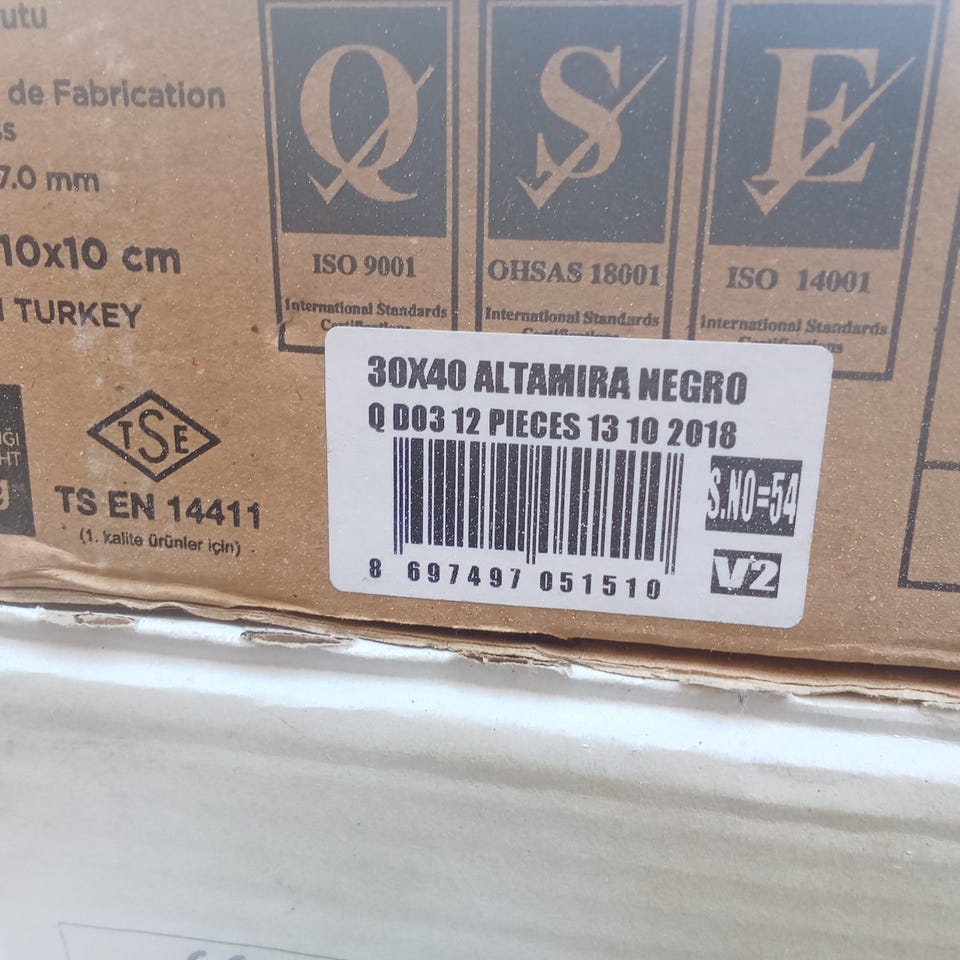 utu
de Fabrication
7.0 mm
10x10 cm
TURKEY
Q
ISO 9001
International Standards
S
OHSAS 18001
International Standards
E
ISO 14001
International Standards
TSE
TS EN 14411
(1. kalite ürünler için)
30X40 ALTAMIRA NEGRO
Q D03 12 PIECES 13 10 2018
S.NO=54
V2
8 697497 051510